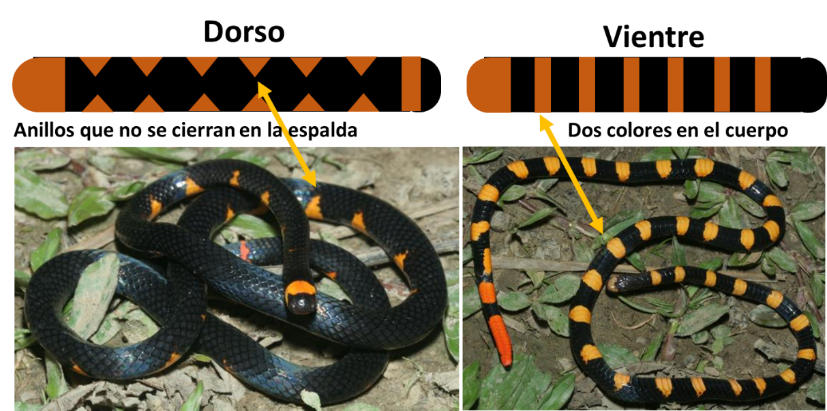 Dorso
Vientre
Anillos que no se cierran en la espalda
Dos colores en el cuerpo